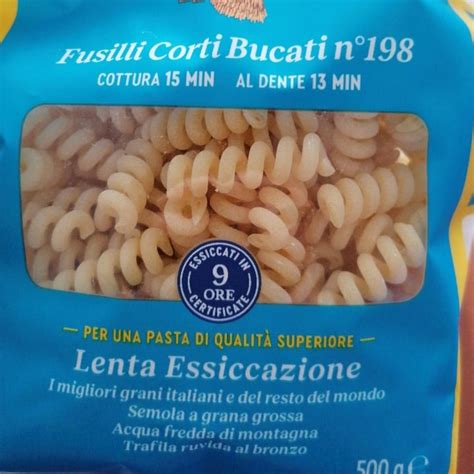 Fusilli Corti Bucati n°198
COTTURA 15 MIN AL DENTE 13 MIN
ESSICCATI IN
9
ORE
CERTIFICATE
PER UNA PASTA DI QUALITÀ SUPERIORE
Lenta Essiccazione
I migliori grani italiani e del resto del mondo
Semola a grana grossa
Acqua fredda di montagna
Trafila ruvida al bronzo
500 g ℮